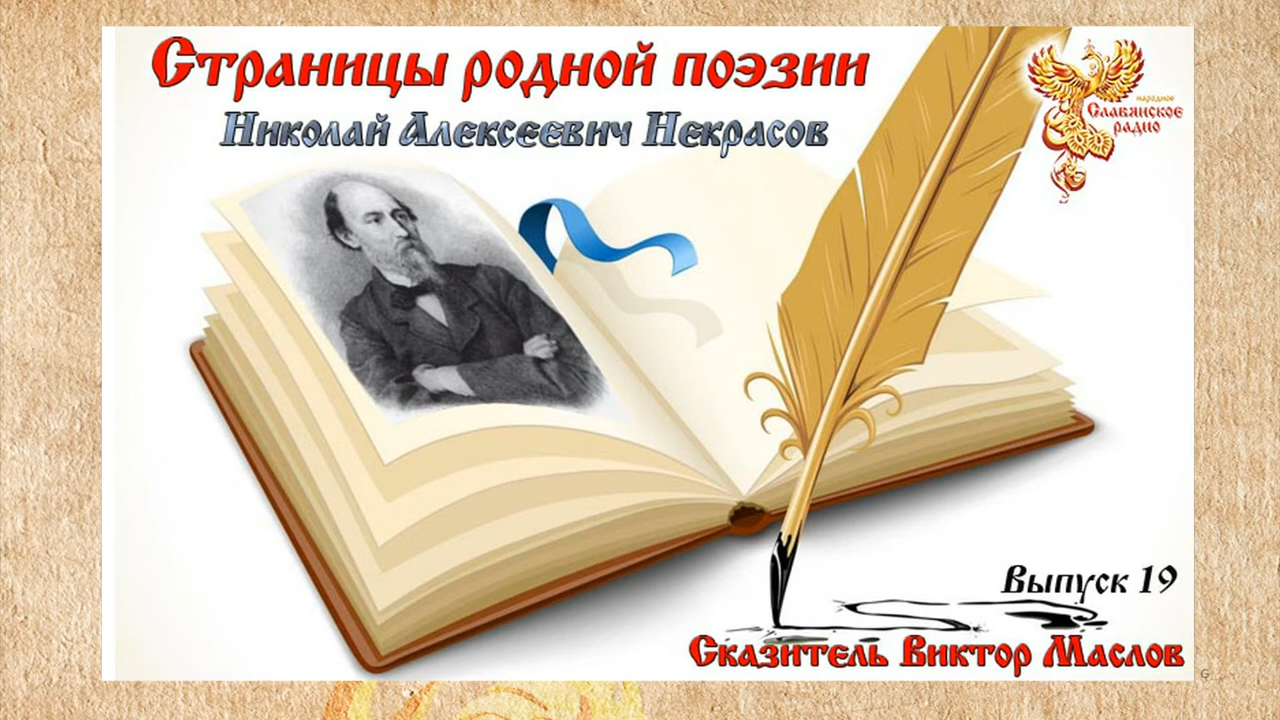 Страницы родной поэзии
Николай Алексеевич Некрасов
народное
Славянское
радио
Выпуск 19
Сказитель Виктор Маслов
G